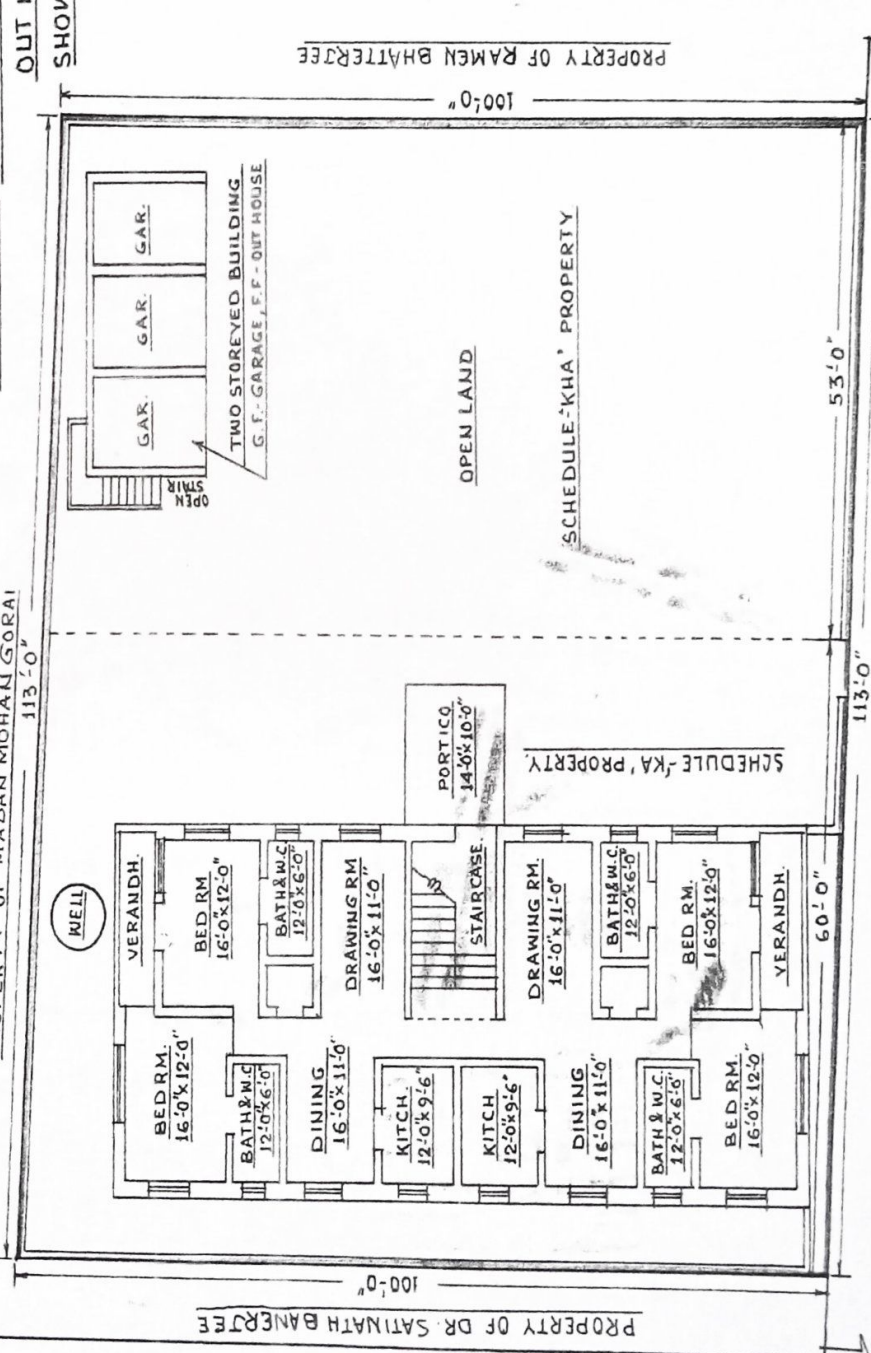 OUT
SHOW
PROPERTY OF MADAN MOHAN GORAI
113'-0"
PROPERTY OF RAMEN BHATTERJEE
100'-0"
GAR.
GAR.
GAR.
OPEN
STAIR
TWO STOREYED BUILDING
G.F.-GARAGE, F.F-OUT HOUSE
OPEN LAND
'SCHEDULE-'KHA' PROPERTY
53'-0"
WELL
VERANDH.
BED RM
16'-0"x12'-0"
BATH & W.C
12'-0"x6'-0"
DRAWING RM
16'-0"x11'-0"
STAIRCASE.
PORTICO
14'-0"x10'-0"
SCHEDULE-'KA' PROPERTY.
DRAWING RM.
16'-0"x11'-0"
BATH & W.C
12'-0"x6'-0"
BED RM.
16'-0"x12'-0"
VERANDH.
60'-0"
113'-0"
BED RM.
16'-0"x12'-0"
BATH & W.C
12'-0"x6'-0"
DINING
16'-0"x11'-0"
KITCH.
12'-0"x9'-6"
KITCH
12'-0"x9'-6"
DINING
16'-0"x11'-0"
BATH & W.C.
12'-0"x6'-0"
BED RM.
16'-0"x12'-0"
100'-0"
PROPERTY OF DR. SATINATH BANERJEE